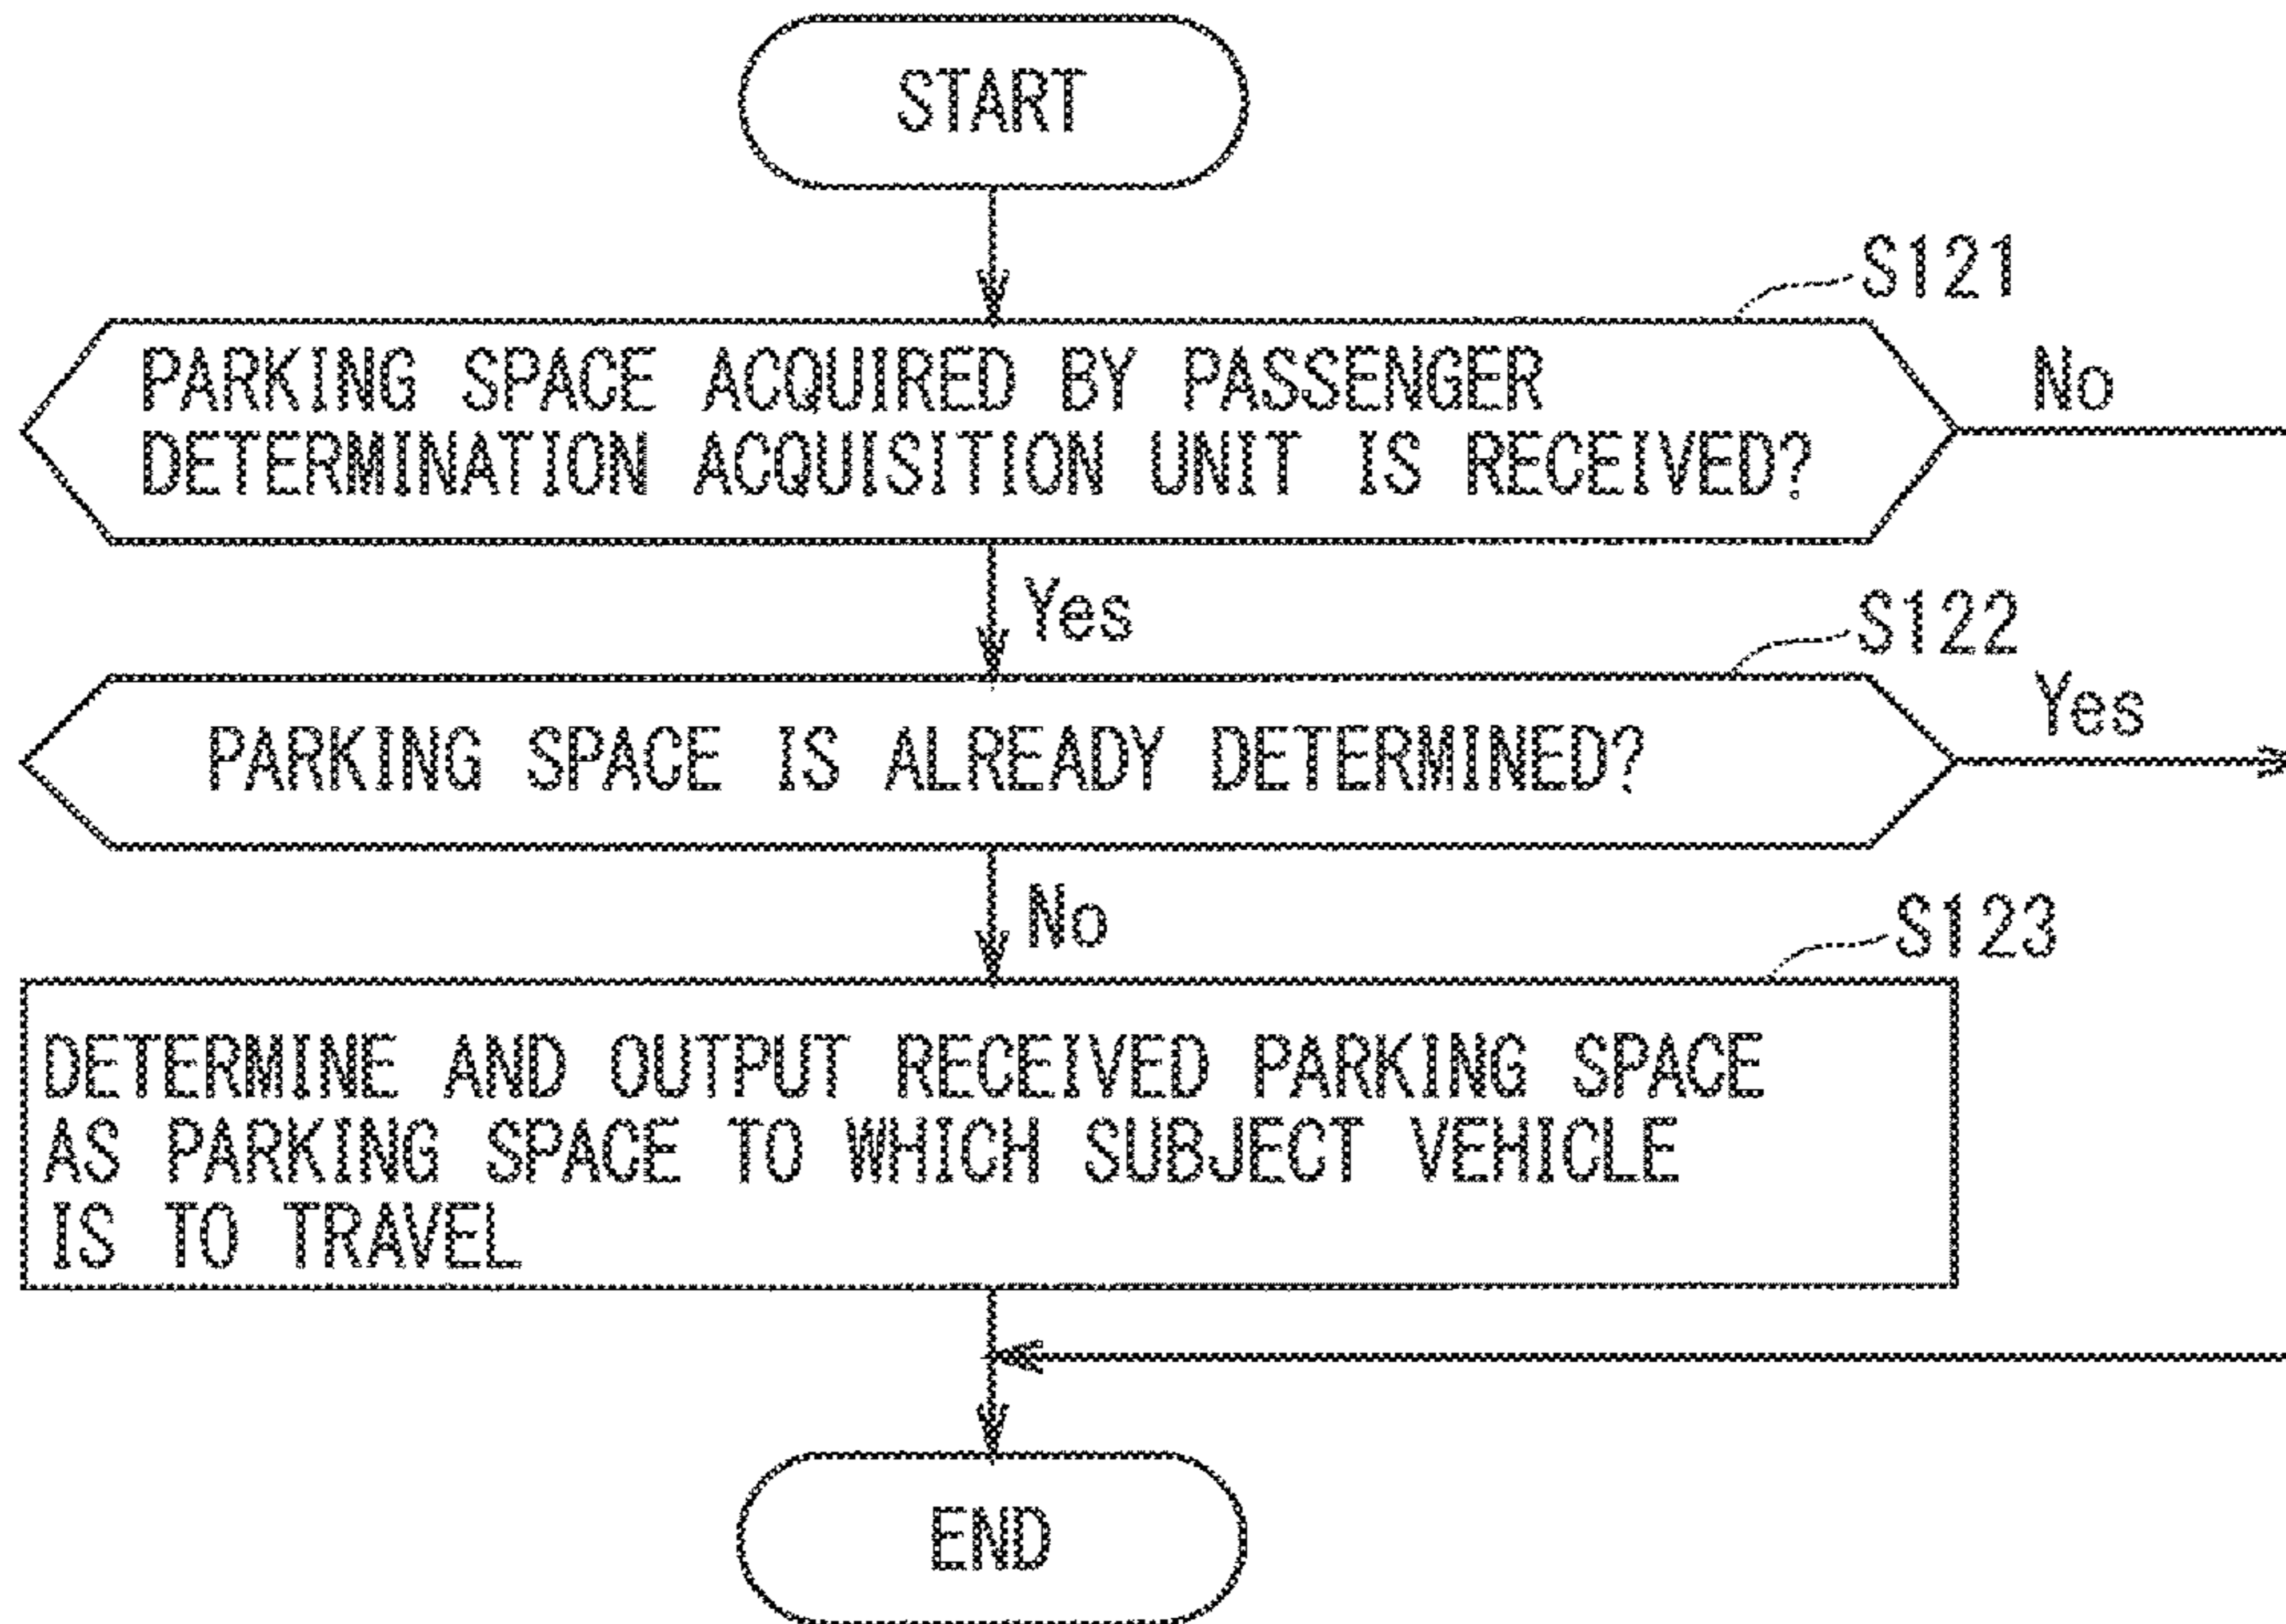 START
S121
PARKING SPACE ACQUIRED BY PASSENGER
DETERMINATION ACQUISITION UNIT IS RECEIVED?
No
Yes
S122
PARKING SPACE IS ALREADY DETERMINED?
Yes
No
S123
DETERMINE AND OUTPUT RECEIVED PARKING SPACE
AS PARKING SPACE TO WHICH SUBJECT VEHICLE
IS TO TRAVEL
END